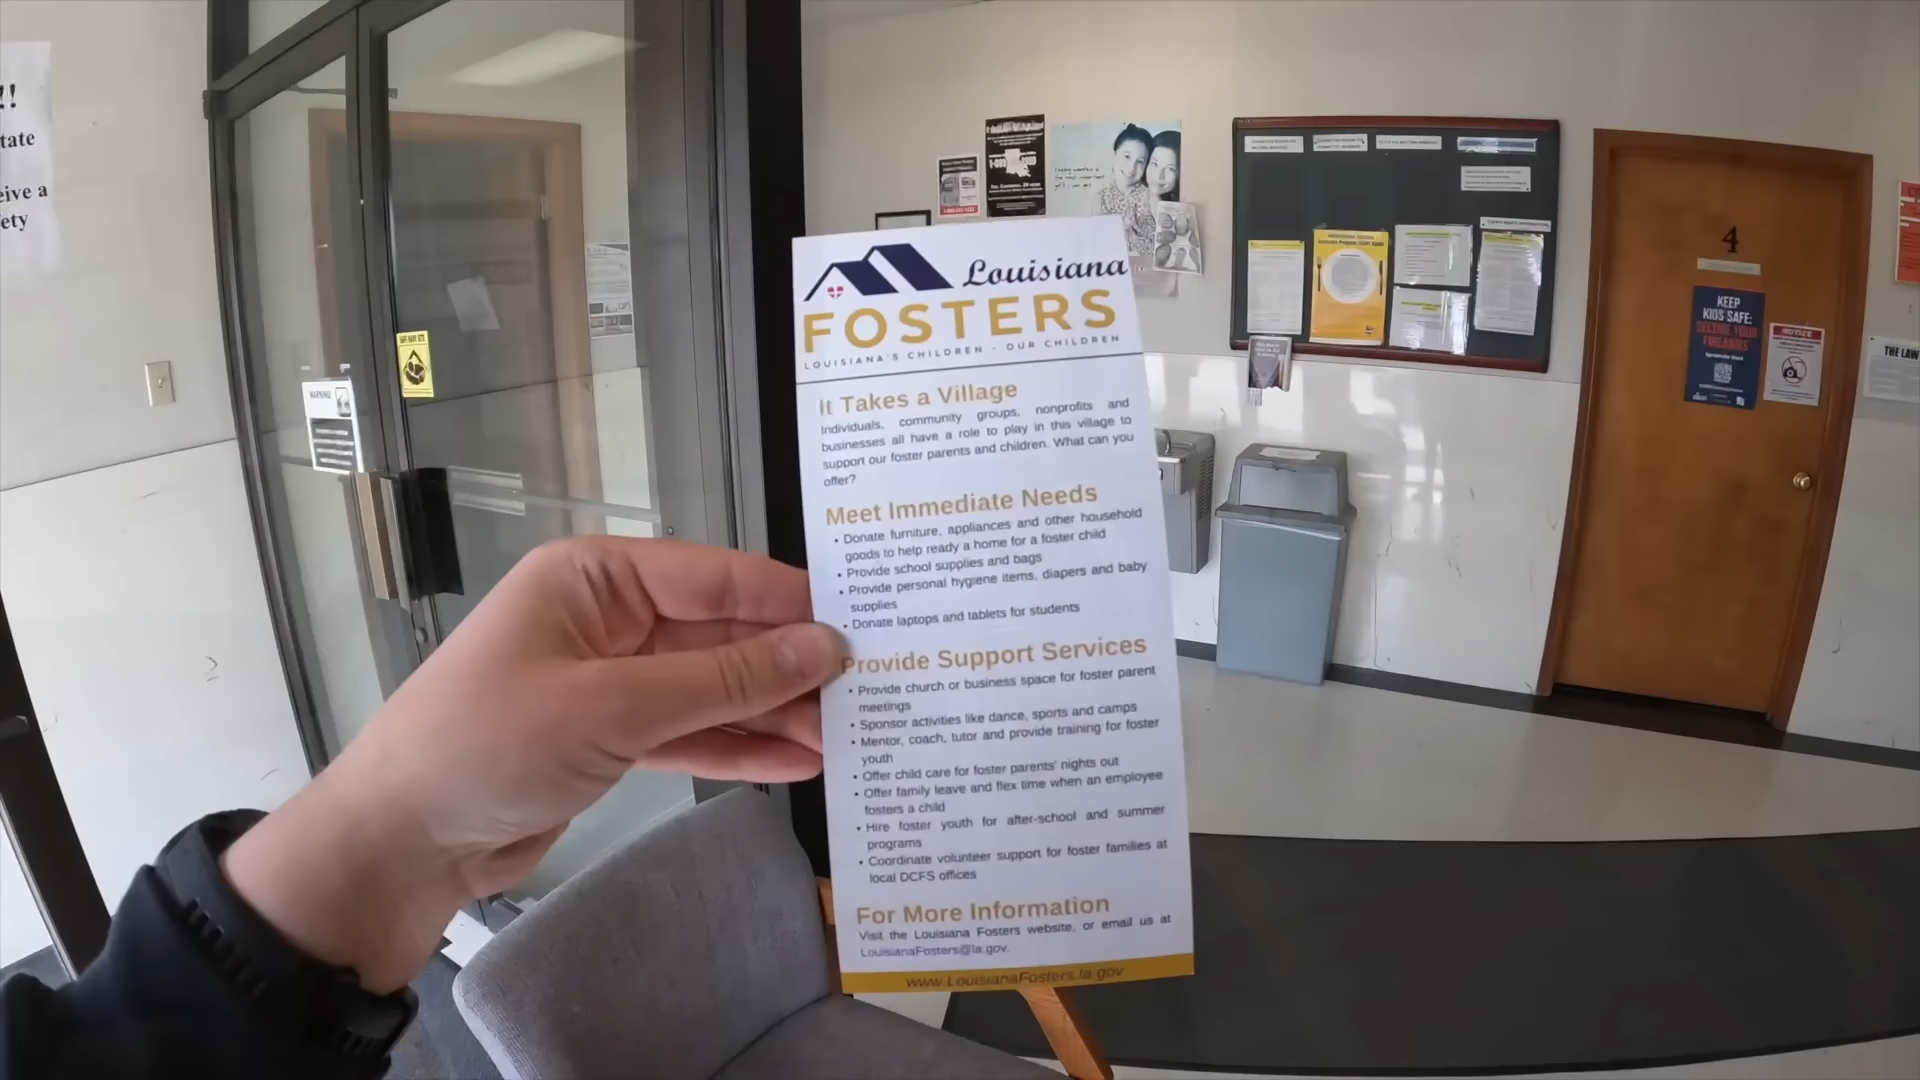 !!
tate
eive a
ety
WARNING!
1-800
4
KEEP
KIDS SAFE:
SECURE YOUR
FIREARMS
NOTICE
THE LAW
Louisiana
FOSTERS
LOUISIANA'S CHILDREN - OUR CHILDREN
It Takes a Village
Individuals, community groups, nonprofits and
businesses all have a role to play in this village to
support our foster parents and children. What can you
offer?
Meet Immediate Needs
• Donate furniture, appliances and other household
goods to help ready a home for a foster child
• Provide school supplies and bags
• Provide personal hygiene items, diapers and baby
supplies
• Donate laptops and tablets for students
Provide Support Services
• Provide church or business space for foster parent
meetings
• Sponsor activities like dance, sports and camps
• Mentor, coach, tutor and provide training for foster
youth
• Offer child care for foster parents' nights out
• Offer family leave and flex time when an employee
fosters a child
• Hire foster youth for after-school and summer
programs
• Coordinate volunteer support for foster families at
local DCFS offices
For More Information
Visit the Louisiana Fosters website, or email us at
LouisianaFosters@la.gov.
www.LouisianaFosters.la.gov